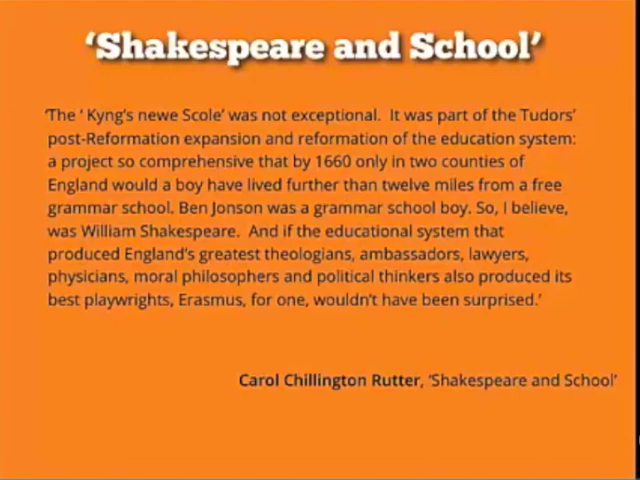 ‘Shakespeare and School’
‘The ‘ Kyng’s newe Scole’ was not exceptional.  It was part of the Tudors’
post-Reformation expansion and reformation of the education system:
a project so comprehensive that by 1660 only in two counties of
England would a boy have lived further than twelve miles from a free
grammar school. Ben Jonson was a grammar school boy. So, I believe,
was William Shakespeare.  And if the educational system that
produced England’s greatest theologians, ambassadors, lawyers,
physicians, moral philosophers and political thinkers also produced its
best playwrights, Erasmus, for one, wouldn’t have been surprised.’
Carol Chillington Rutter, ‘Shakespeare and School’